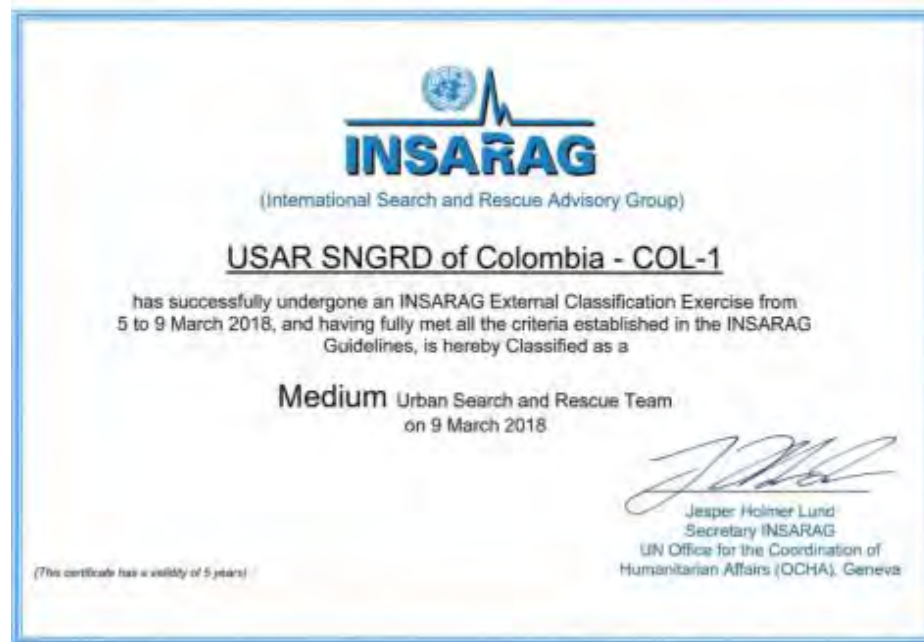 INSARAG
(International Search and Rescue Advisory Group)
USAR SNGRD of Colombia - COL-1
has successfully undergone an INSARAG External Classification Exercise from
5 to 9 March 2018, and having fully met all the criteria established in the INSARAG
Guidelines, is hereby Classified as a
Medium Urban Search and Rescue Team
on 9 March 2018
Jesper Holmer Lund
Secretary INSARAG
UN Office for the Coordination of
Humanitarian Affairs (OCHA), Geneva
(This certificate has a validity of 5 years)